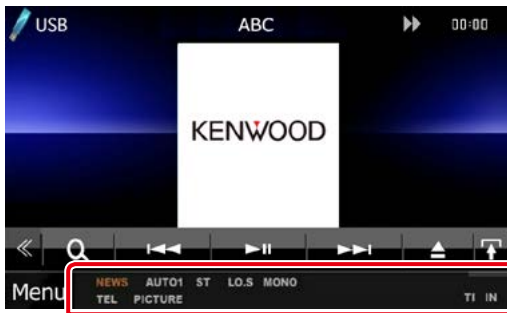 USB ABC 00:00
KENWOOD
Menu
NEWS AUTO1 ST LO.S MONO
TEL PICTURE TI IN